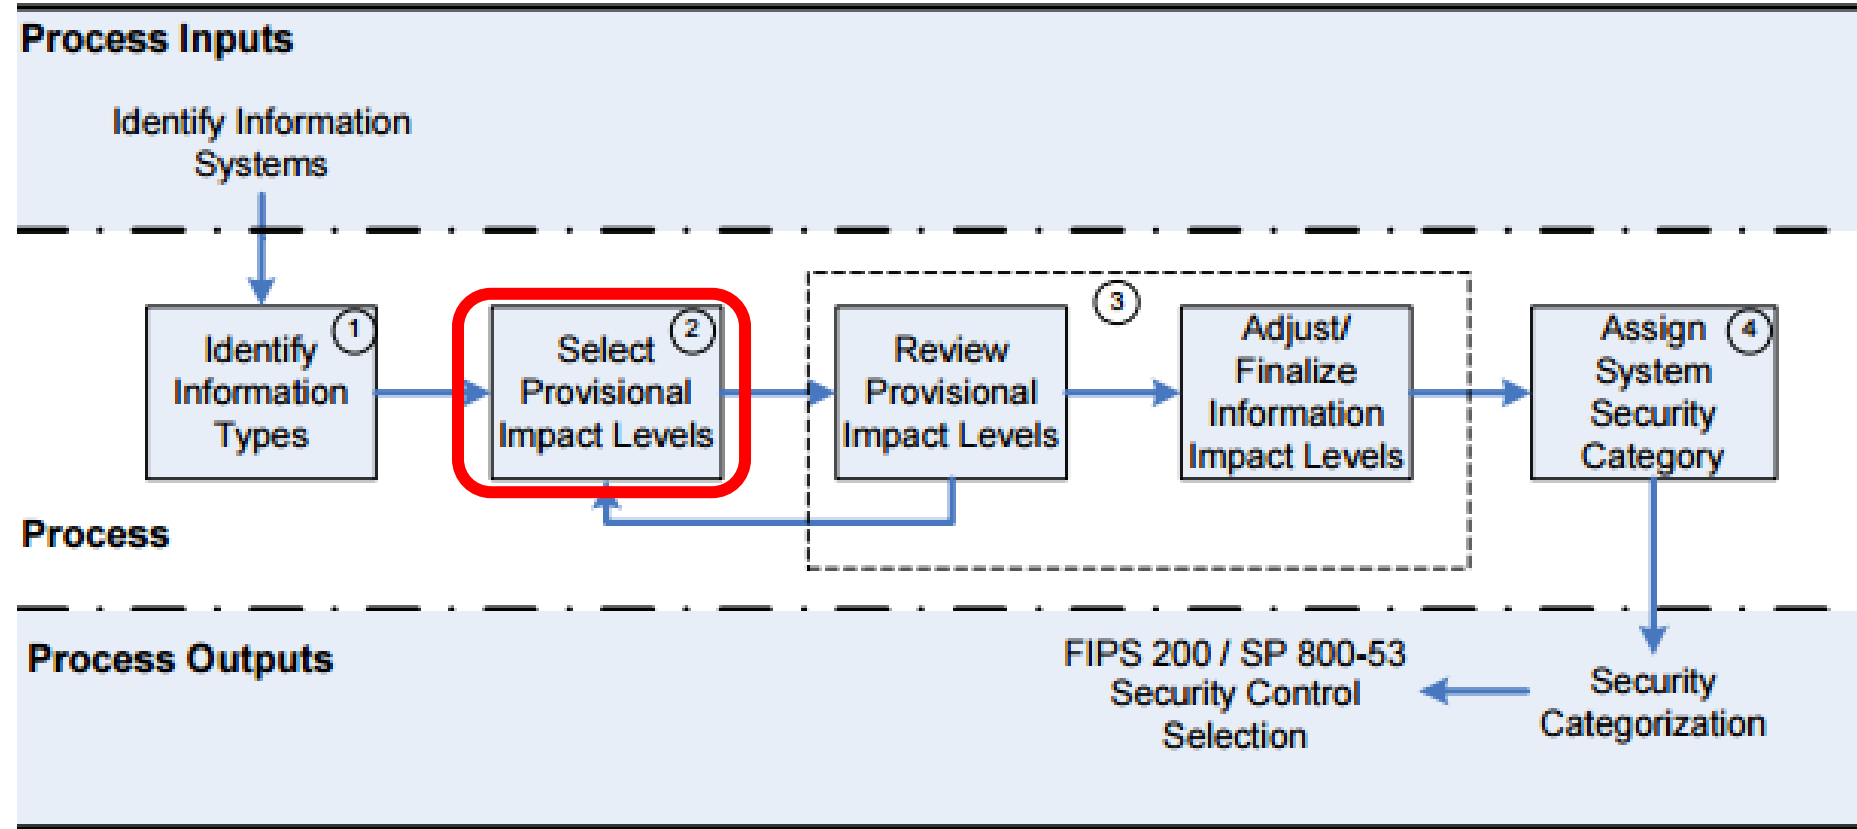 Process Inputs
Identify Information
Systems
1
Identify
Information
Types
2
Select
Provisional
Impact Levels
3
Review
Provisional
Impact Levels
Adjust/
Finalize
Information
Impact Levels
4
Assign
System
Security
Category
Process
Process Outputs
FIPS 200 / SP 800-53
Security Control
Selection
Security
Categorization